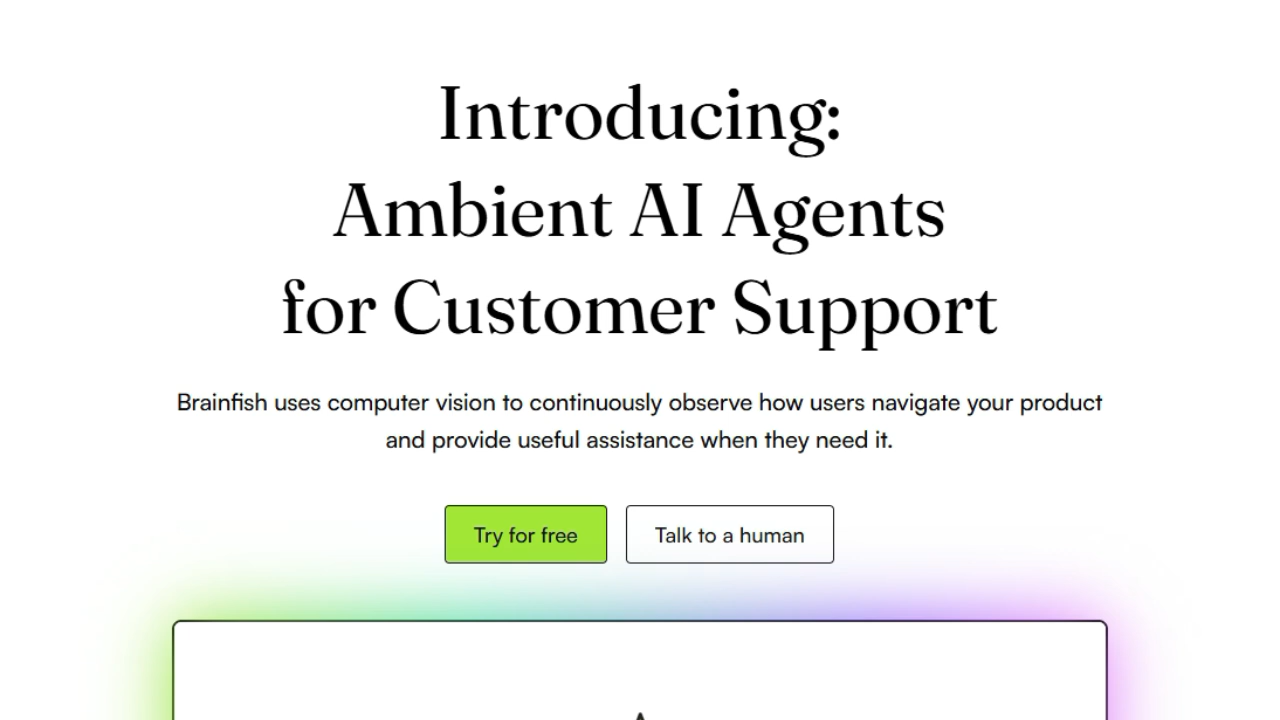 Introducing:
Ambient AI Agents
for Customer Support
Brainfish uses computer vision to continuously observe how users navigate your product
and provide useful assistance when they need it.
Try for free
Talk to a human